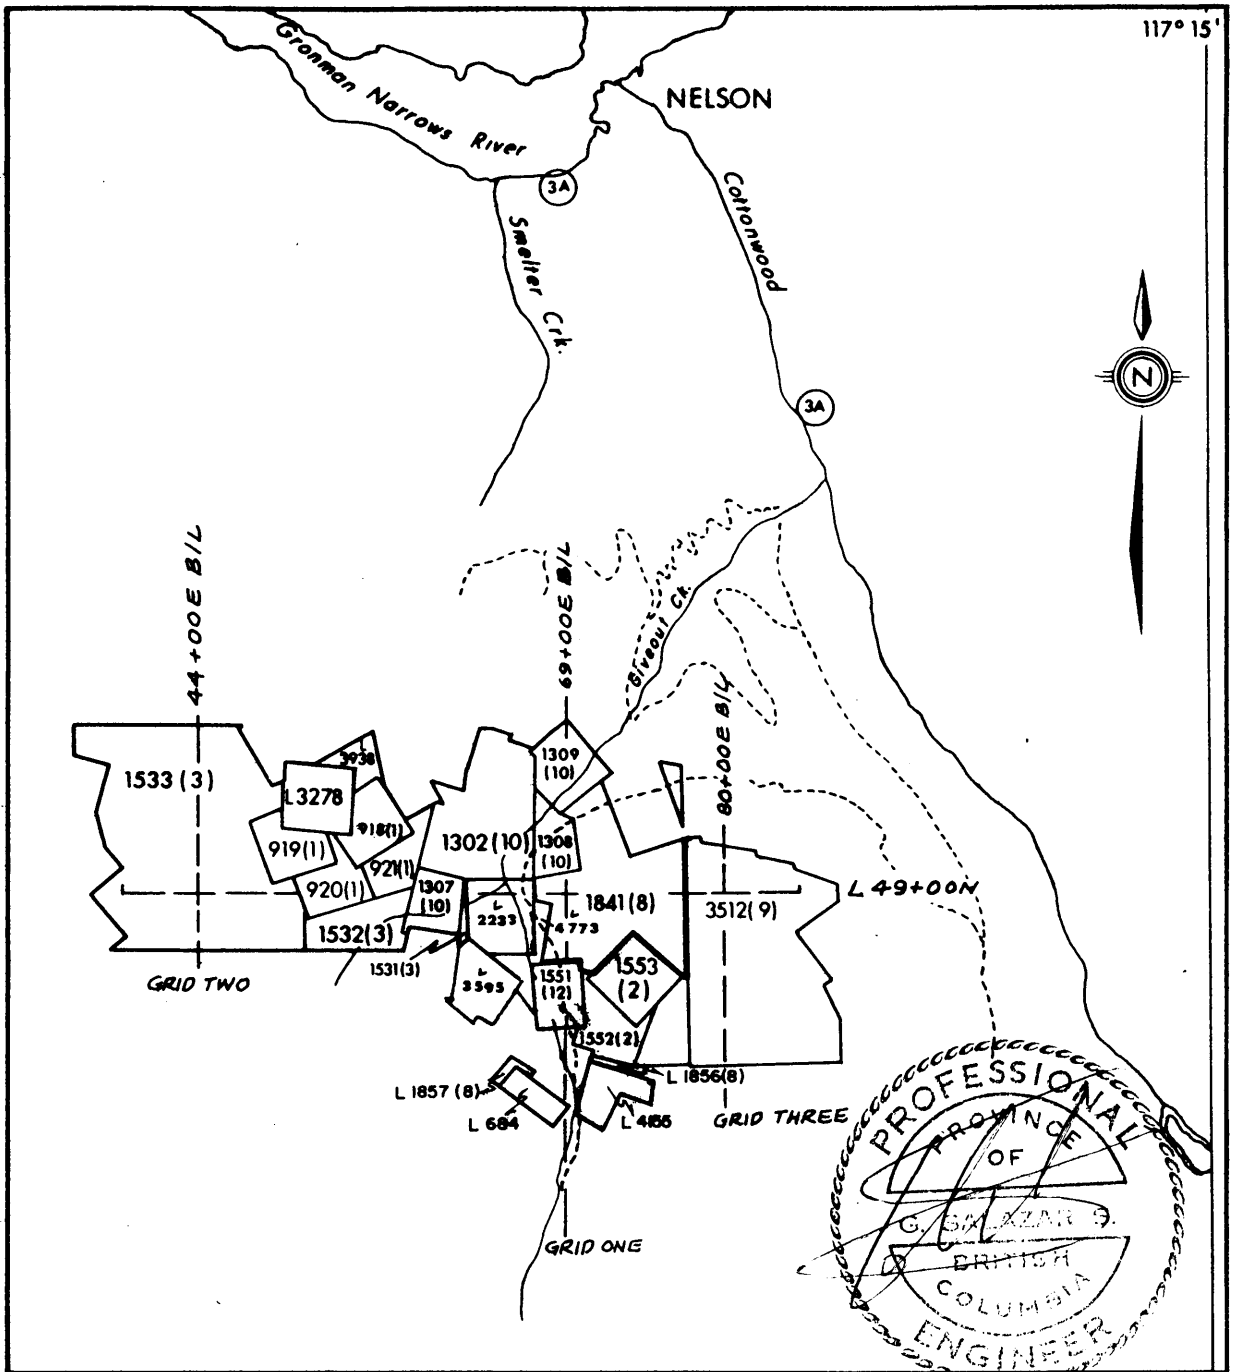 117° 15'
Gronman Narrows River
NELSON
3A
Cottonwood
Smelter Crk.
N
3A
44+00E B/L
69+00E B/L
Giveout Ck.
80+00E B/L
1533 (3)
3938
L3278
1309
(10)
918(1)
919(1)
1302(10)
1308
(10)
921(1)
920(1)
1307
(10)
L
2233
1841(8)
3512(9)
L 49+00N
1532(3)
L
4773
1531(3)
GRID TWO
L
3595
1551
(12)
1553
(2)
1552(2)
L 1856(8)
L 1857 (8)
L 684
L 4165
GRID THREE
GRID ONE
PROFESSIONAL
PROVINCE
OF
G. SALAZAR S.
BRITISH
COLUMBIA
ENGINEER